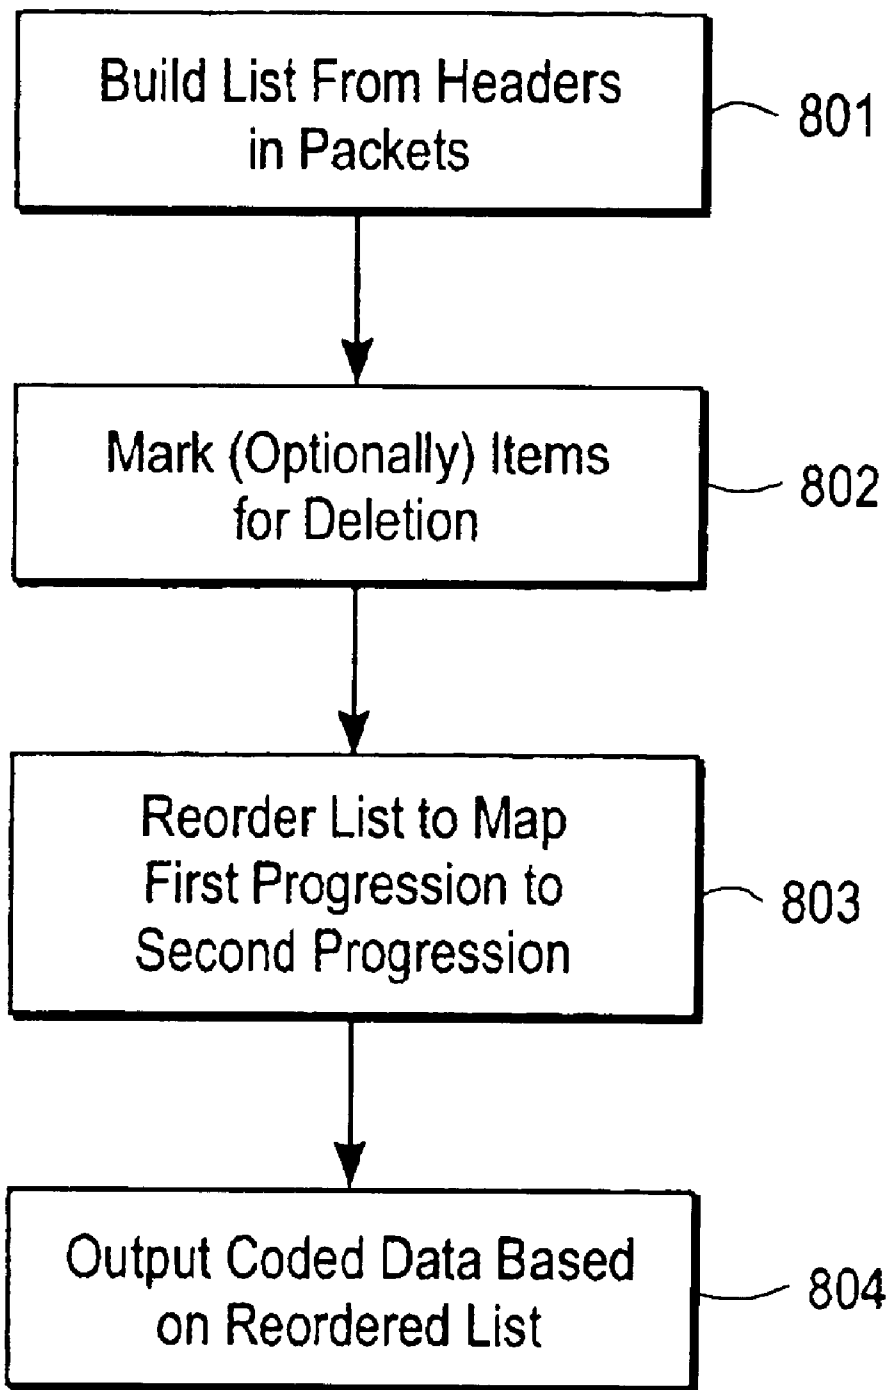 Build List From Headers
in Packets
801
Mark (Optionally) Items
for Deletion
802
Reorder List to Map
First Progression to
Second Progression
803
Output Coded Data Based
on Reordered List
804